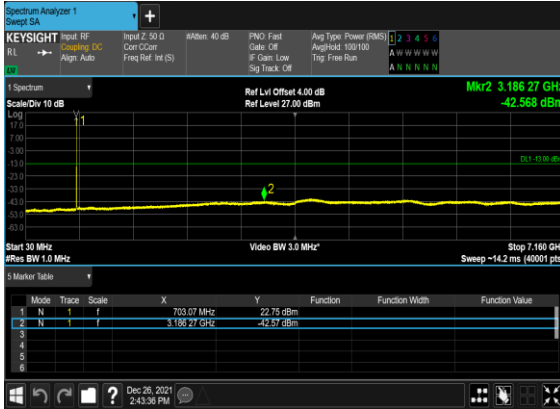 Spectrum Analyzer 1
Swept SA
+
KEYSIGHT Input: RF Input Z: 50 Ω #Atten: 40 dB PNO: Fast Avg Type: Power (RMS) 1 2 3 4 5 6
RL Coupling: DC Corr CCorr Gate: Off Avg|Hold: 100/100 A W W W W W
Align: Auto Freq Ref: Int (S) IF Gain: Low Trig: Free Run
Sig Track: Off A N N N N N
1 Spectrum Ref Lvl Offset 4.00 dB Mkr2 3.186 27 GHz
Scale/Div 10 dB Ref Level 27.00 dBm -42.568 dBm
Log
17.0 1
7.00
-3.00
-13.0 DL1 -13.00 dBm
-23.0
-33.0 2
-43.0
-53.0
-63.0
Start 30 MHz Video BW 3.0 MHz* Stop 7.160 GHz
#Res BW 1.0 MHz Sweep ~14.2 ms (40001 pts)
5 Marker Table
Mode Trace Scale X Y Function Function Width Function Value
1 N 1 f 703.07 MHz 22.75 dBm
2 N 1 f 3.186 27 GHz -42.57 dBm
3
4
5
6
? Dec 26, 2021
2:43:36 PM